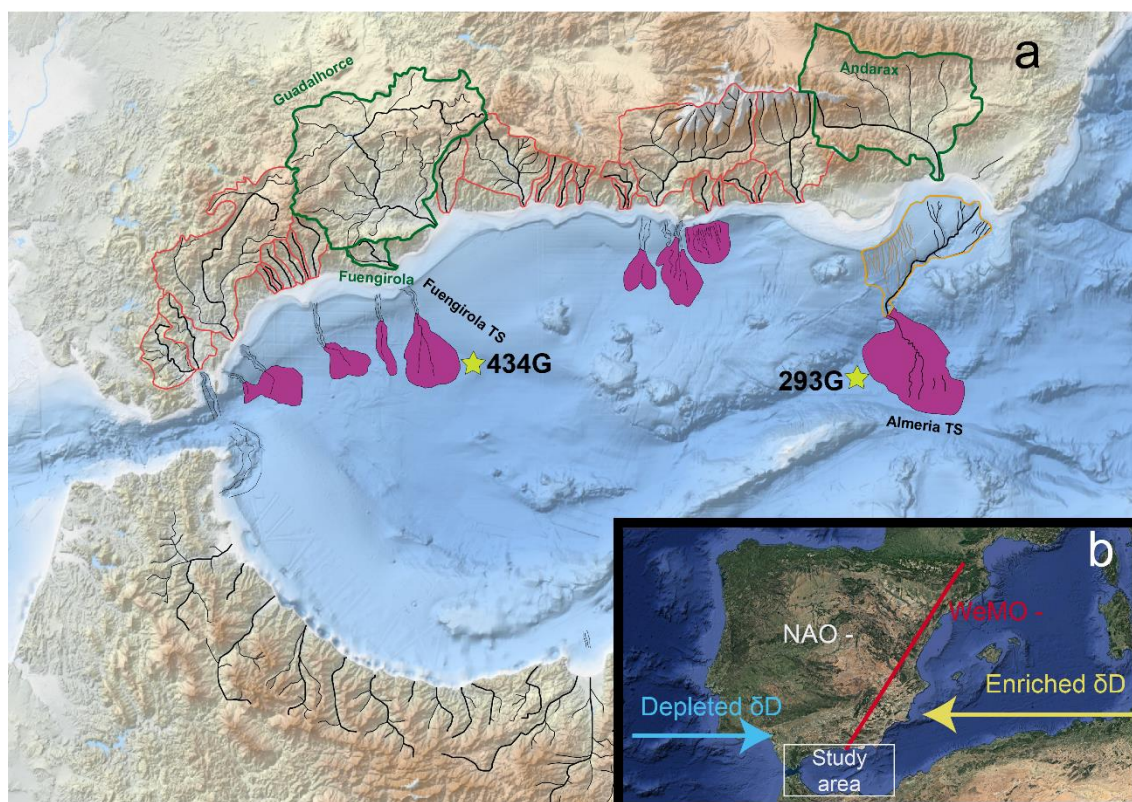 a
Guadalhorce
Andarax
Fuengirola
Fuengirola TS
434G
293G
Almeria TS
b
WeMO -
NAO -
Enriched δD
Depleted δD
Study
area